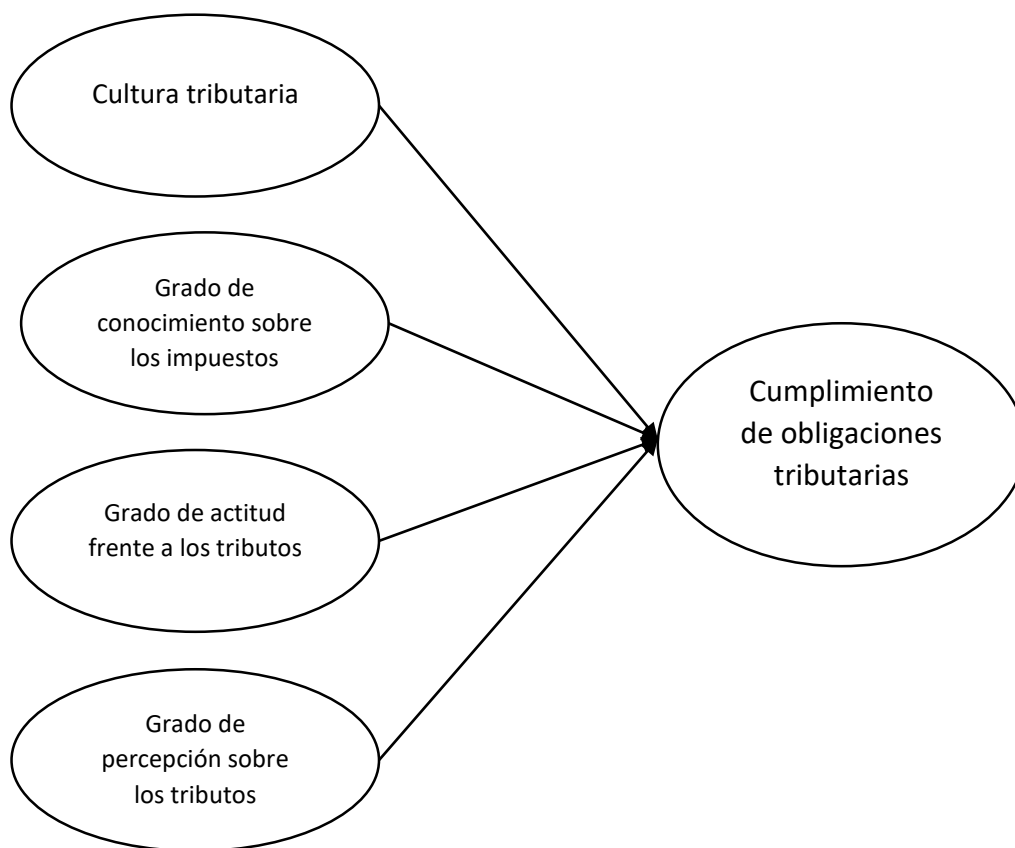 Cultura tributaria
Grado de
conocimiento sobre
los impuestos
Grado de actitud
frente a los tributos
Grado de
percepción sobre
los tributos
Cumplimiento
de obligaciones
tributarias